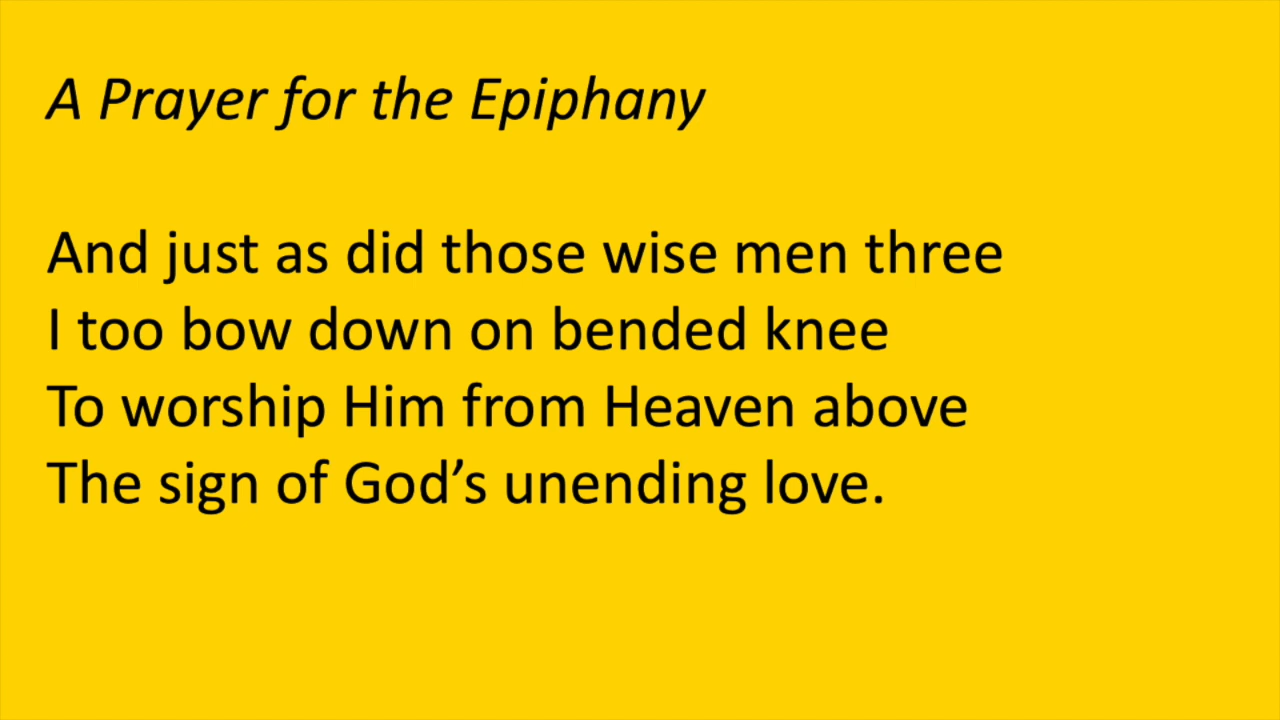 A Prayer for the Epiphany
And just as did those wise men three
I too bow down on bended knee
To worship Him from Heaven above
The sign of God’s unending love.